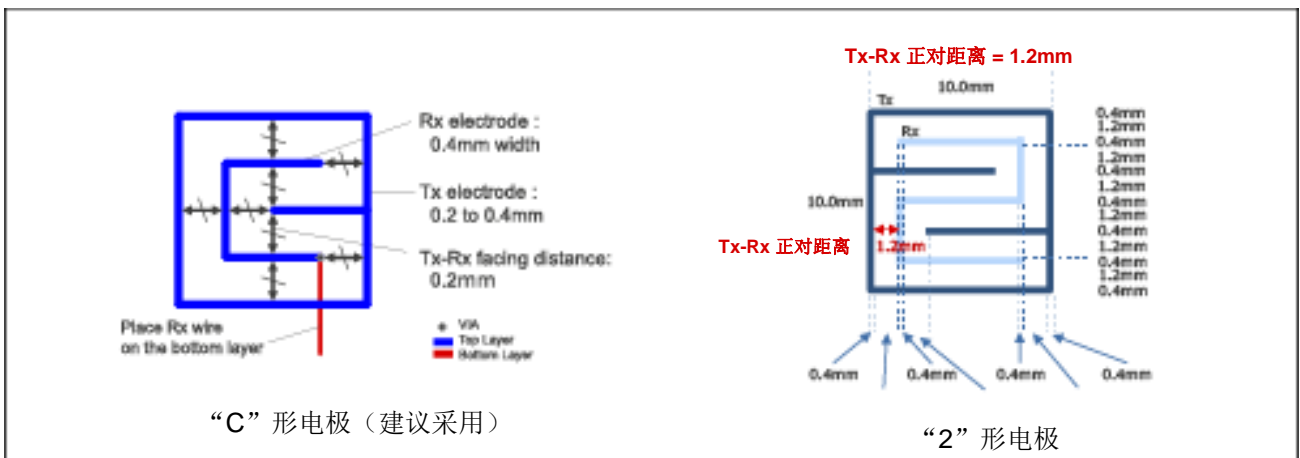 Rx electrode :
0.4mm width
Tx electrode :
0.2 to 0.4mm
Tx-Rx facing distance:
0.2mm
Place Rx wire
on the bottom layer
VIA
Top Layer
Bottom Layer
“C”形电极（建议采用）
Tx-Rx 正对距离 = 1.2mm
10.0mm
Tx
Rx
0.4mm
1.2mm
0.4mm
1.2mm
0.4mm
1.2mm
0.4mm
1.2mm
0.4mm
1.2mm
0.4mm
1.2mm
0.4mm
10.0mm
Tx-Rx 正对距离
1.2mm
0.4mm
0.4mm
0.4mm
0.4mm
“2”形电极